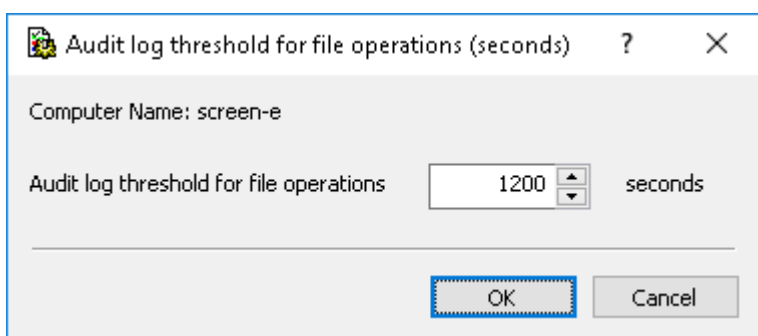 Audit log threshold for file operations (seconds) ?
Computer Name: screen-e
Audit log threshold for file operations 1200 seconds
OK Cancel